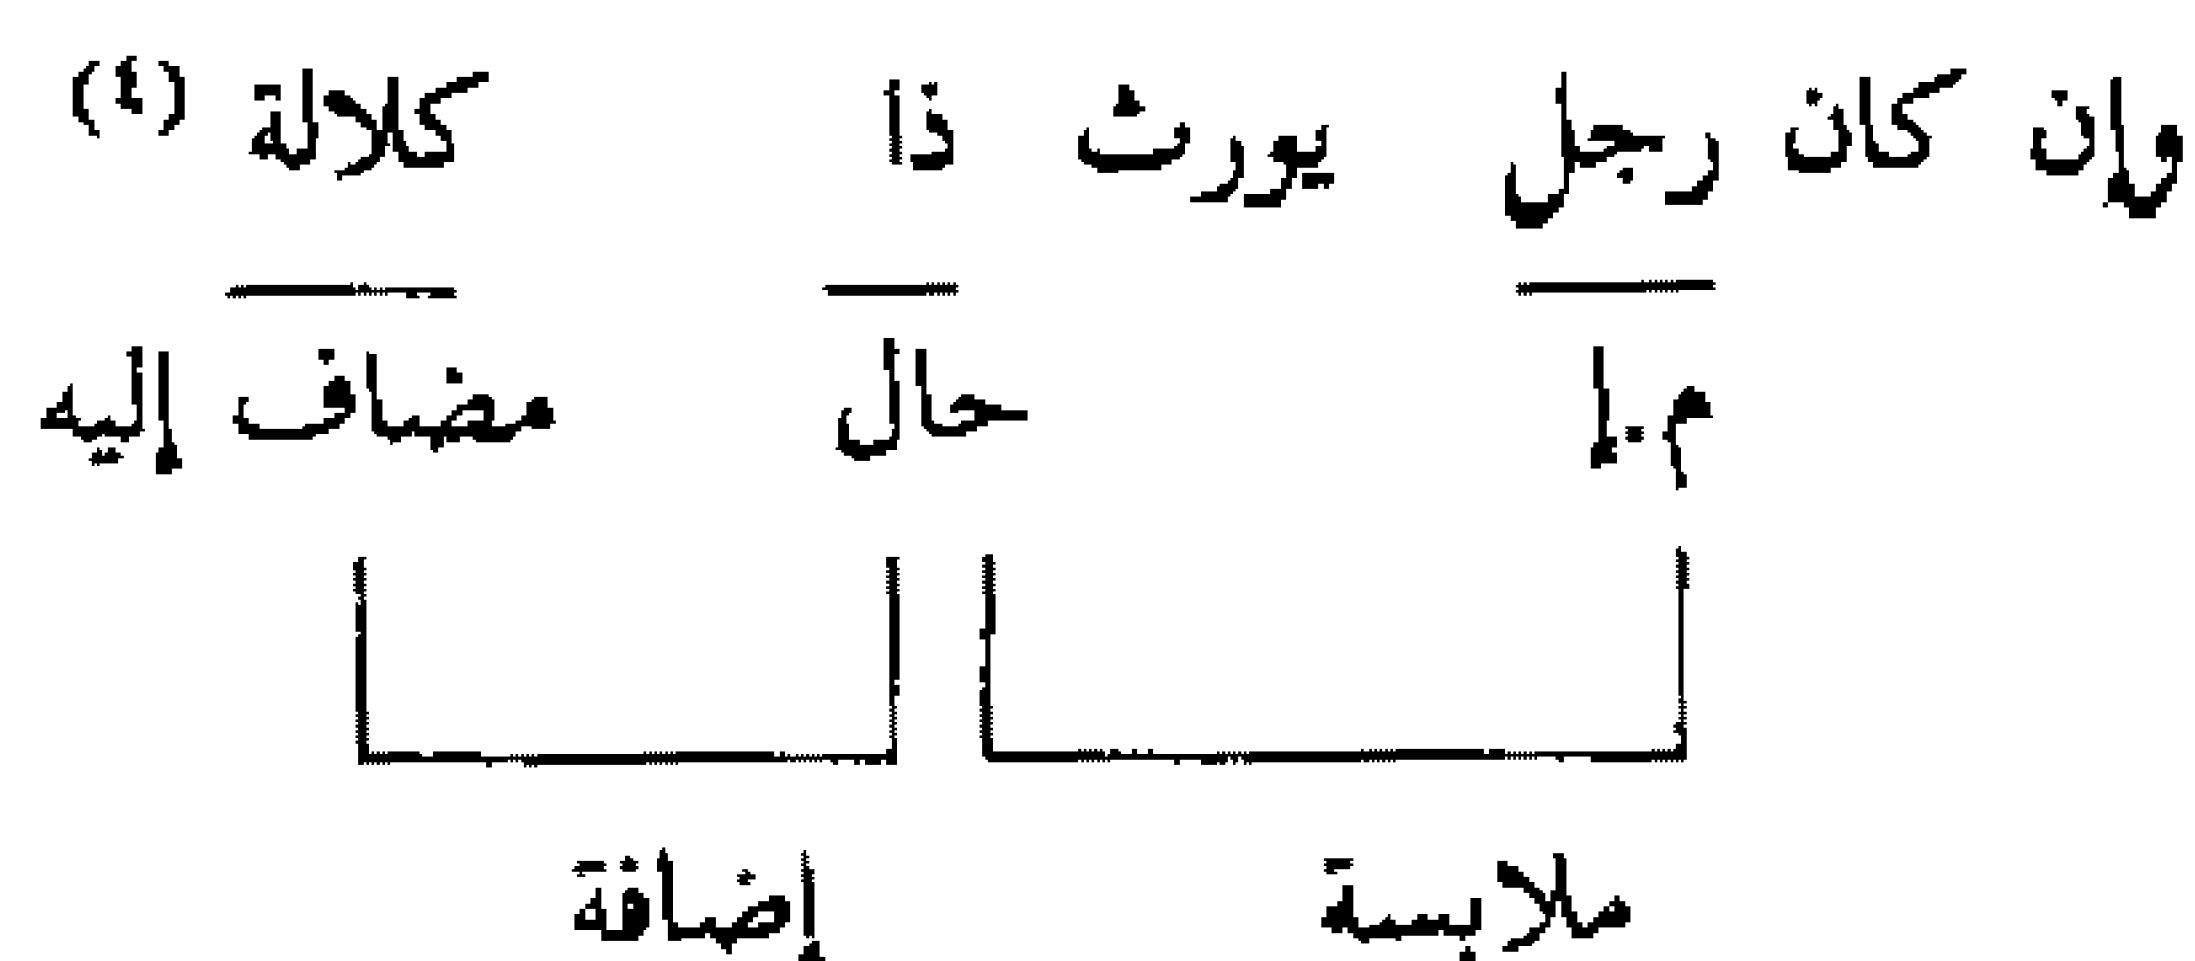 وإن كان رجل يورث ذا كلالة (٤)
م.إ حال مضاف إليه
ملابسة إضافة